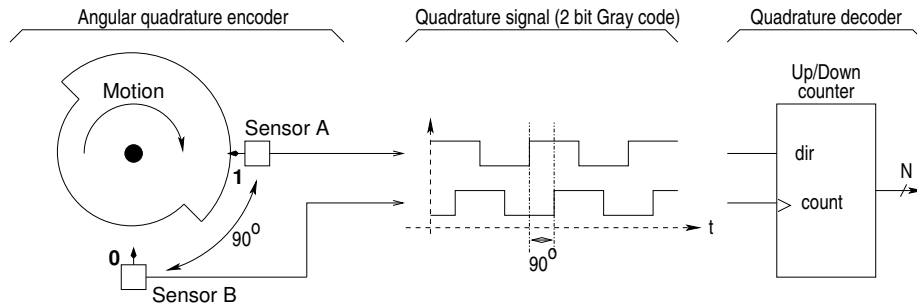 Angular quadrature encoder
Quadrature signal (2 bit Gray code)
Quadrature decoder
Motion
Sensor A
1
0
90°
Sensor B
t
90°
Up/Down
counter
dir
count
N